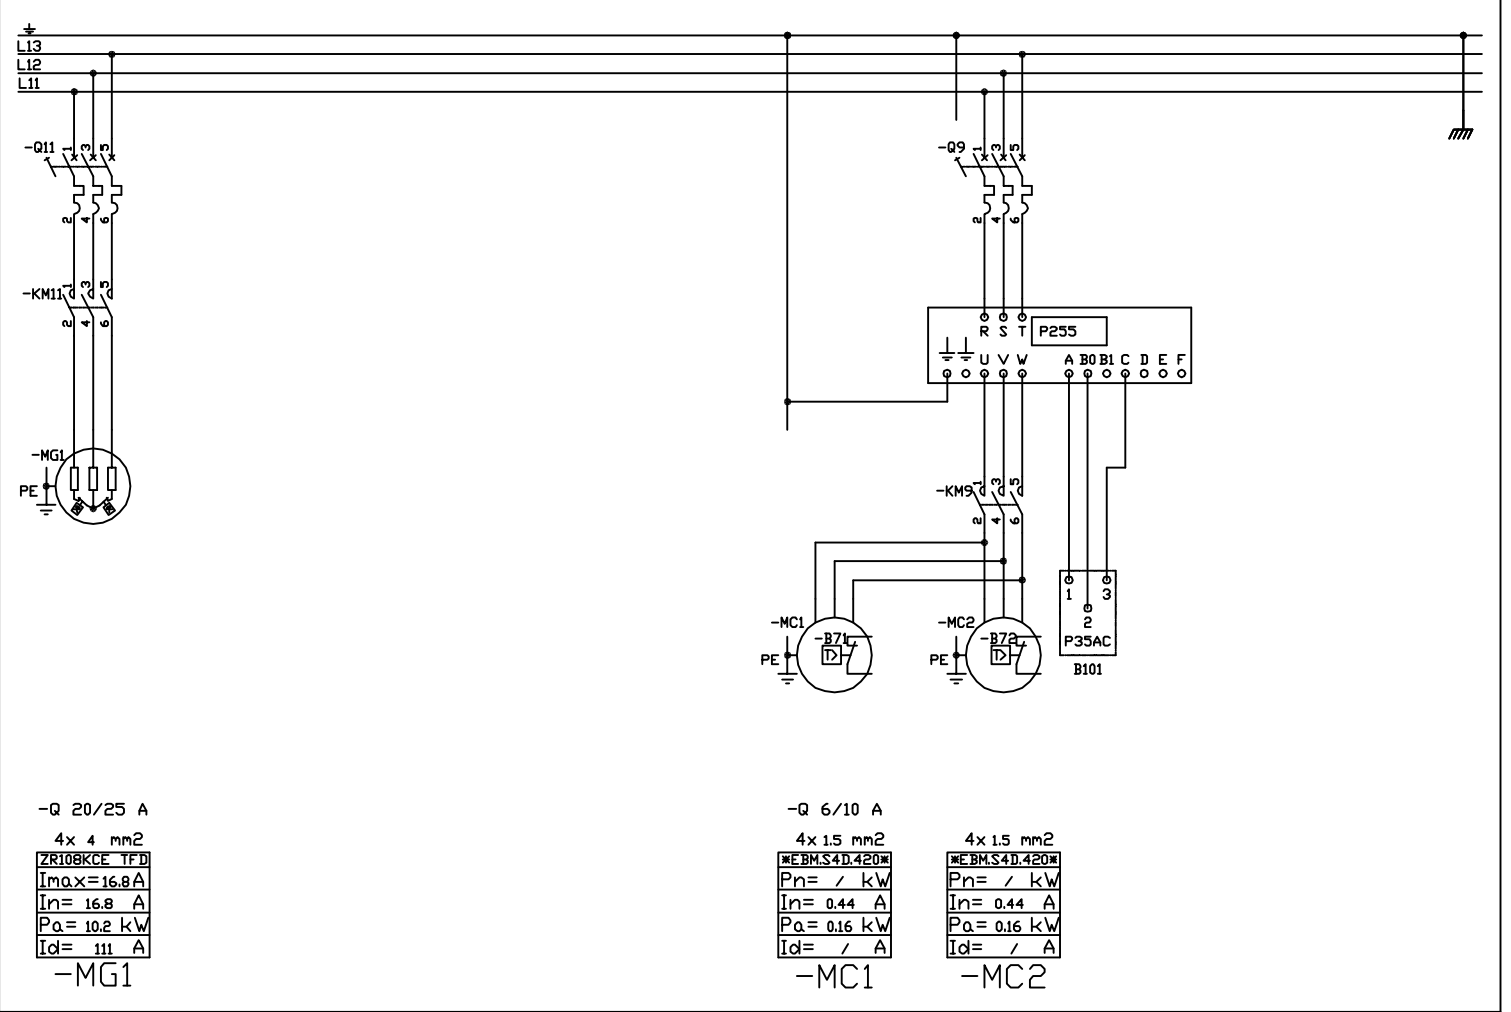 L13
L12
L11
-Q11
1 3 5
2 4 6
-Q9
1 3 5
2 4 6
-KM11
1 3 5
2 4 6
R S T
P255
U V W
A B0 B1 C D E F
-MG1
PE
-KM9
1 3 5
2 4 6
1 3
2
P35AC
B101
-MC1
-B71
T>
PE
-MC2
-B72
T>
PE
-Q 20/25 A
4x 4 mm2
ZR108KCE TFD
Imax=16.8 A
In= 16.8 A
Pa= 10.2 kW
Id= 111 A
-MG1
-Q 6/10 A
4x 1.5 mm2
*EBM.S4D.420*
Pn= / kW
In= 0.44 A
Pa= 0.16 kW
Id= / A
-MC1
4x 1.5 mm2
*EBM.S4D.420*
Pn= / kW
In= 0.44 A
Pa= 0.16 kW
Id= / A
-MC2